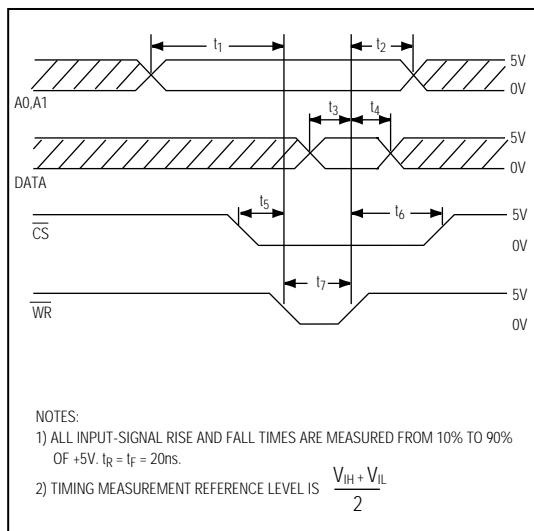 t1
t2
5V
0V
A0,A1
t3
t4
5V
0V
DATA
t5
t6
5V
0V
CS
t7
5V
0V
WR
NOTES:
1) ALL INPUT-SIGNAL RISE AND FALL TIMES ARE MEASURED FROM 10% TO 90%
OF +5V. tR = tF = 20ns.
2) TIMING MEASUREMENT REFERENCE LEVEL IS VIH + VIL
2